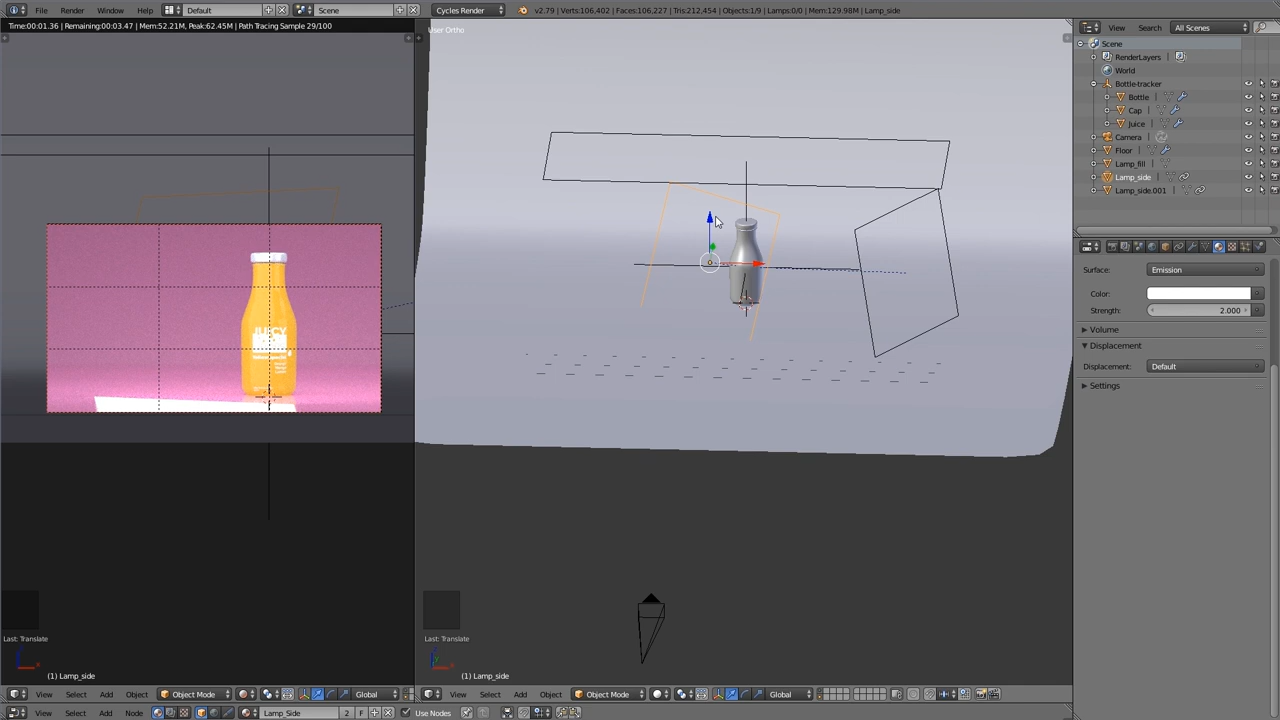 File Render Window Help Default Scene Cycles Render v2.79 | Verts:106,402 | Faces:106,227 | Tris:212,454 | Objects:1/9 | Lamps:0/0 | Mem:129.98M | Lamp_side
Time:00:01.36 | Remaining:00:03.47 | Mem:52.21M, Peak:62.45M | Path Tracing Sample 29/100
User Ortho
View Search All Scenes
Scene
RenderLayers
World
Bottle-tracker
Bottle
Cap
Juice
Camera
Floor
Lamp_fill
Lamp_side
Lamp_side.001
Surface: Emission
Color:
Strength: 2.000
Volume
Displacement
Displacement: Default
Settings
JUICY
Last: Translate
Last: Translate
(1) Lamp_side
(1) Lamp_side
View Select Add Object Object Mode Global
View Select Add Object Object Mode Global
View Select Add Node Lamp_Side 2 F Use Nodes